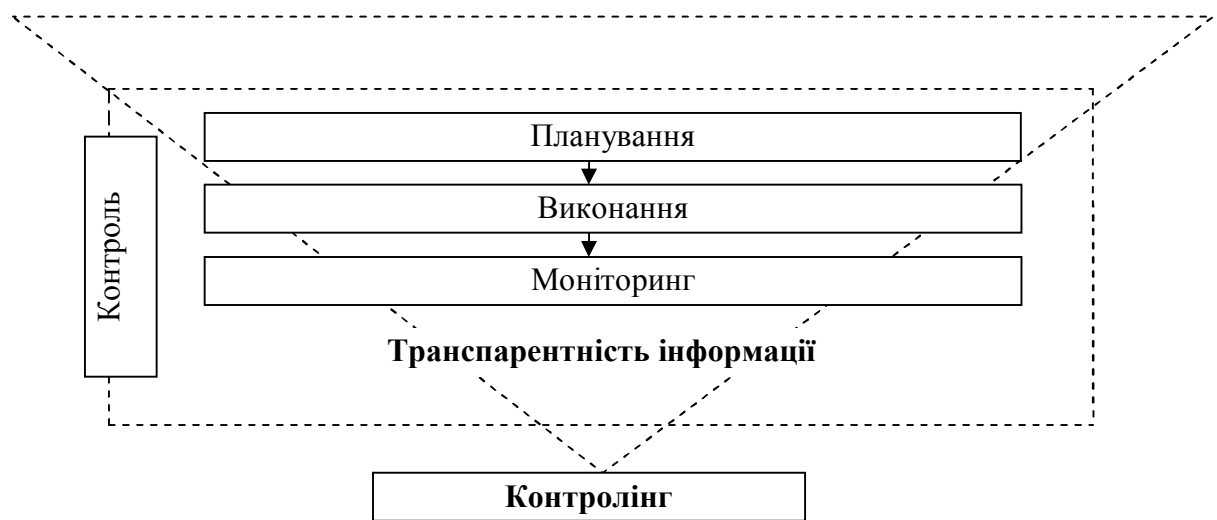 Планування
Виконання
Моніторинг
Контроль
Транспарентність інформації
Контролінг